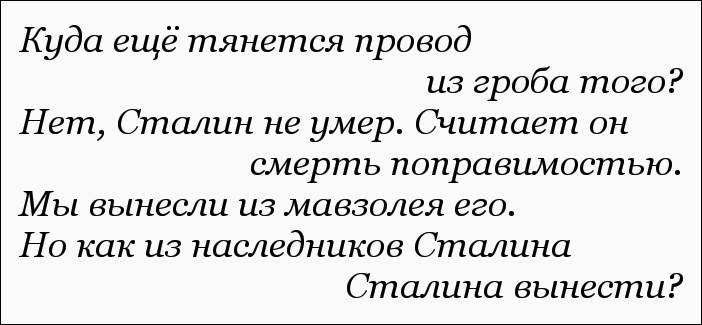 Куда ещё тянется провод
из гроба того?
Нет, Сталин не умер. Считает он
смерть поправимостью.
Мы вынесли из мавзолея его.
Но как из наследников Сталина
Сталина вынести?